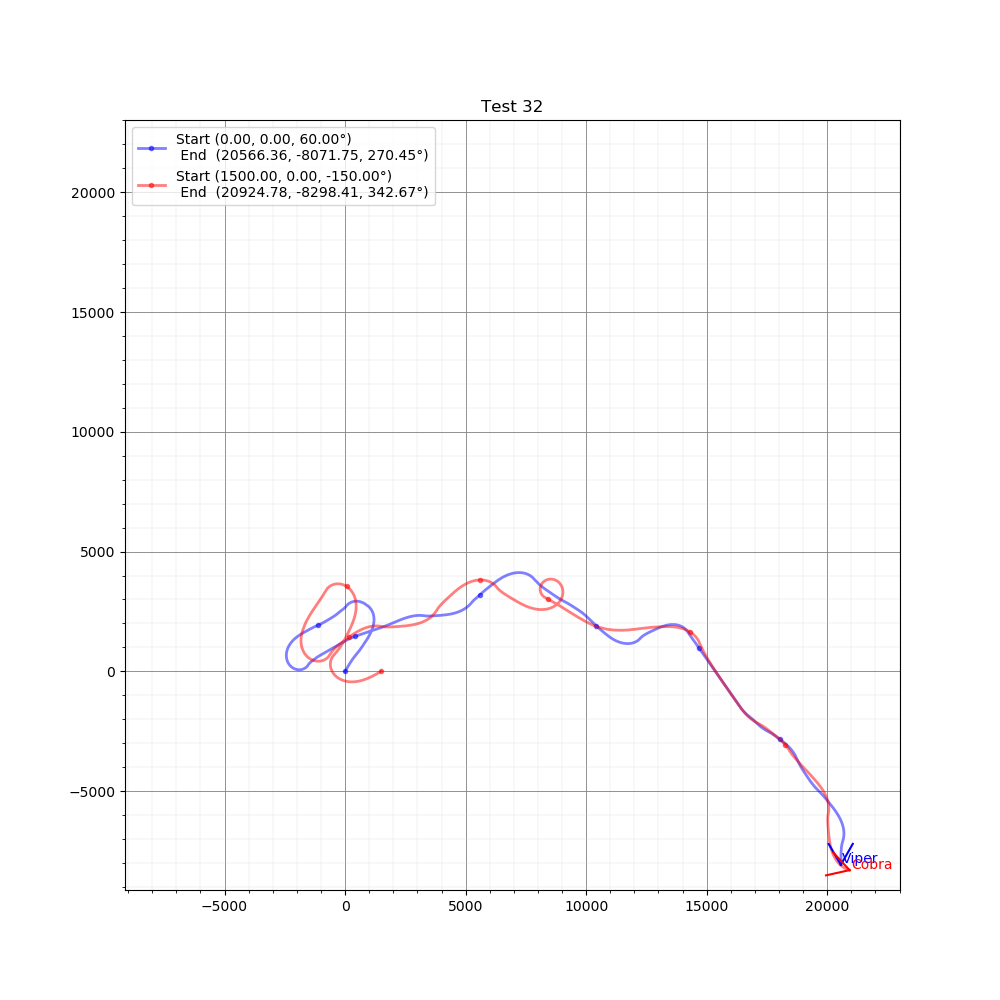 Test 32
Start (0.00, 0.00, 60.00°)
End (20566.36, -8071.75, 270.45°)
Start (1500.00, 0.00, -150.00°)
End (20924.78, -8298.41, 342.67°)
20000
15000
10000
5000
0
−5000
Viper
Cobra
−5000 0 5000 10000 15000 20000